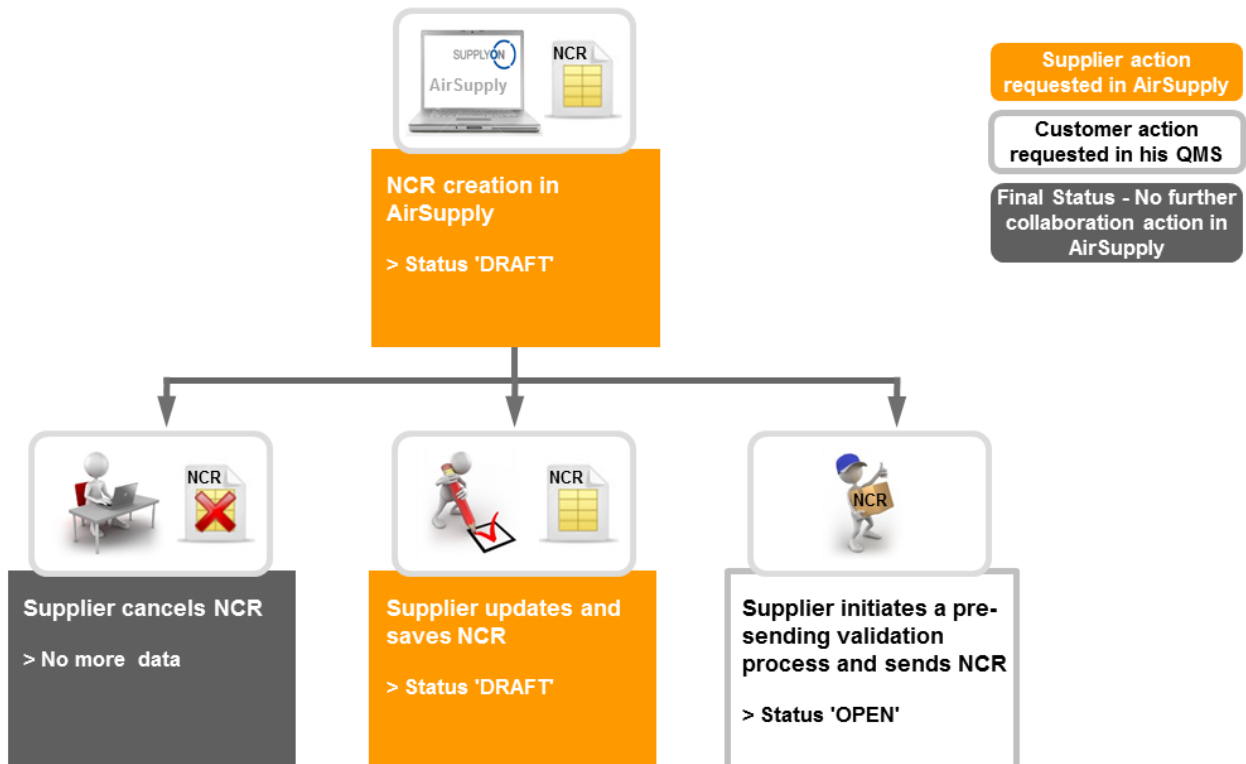 SUPPLYON
AirSupply
NCR
Supplier action
requested in AirSupply
Customer action
requested in his QMS
Final Status - No further
collaboration action in
AirSupply
NCR creation in
AirSupply
> Status 'DRAFT'
NCR
NCR
NCR
Supplier cancels NCR
> No more data
Supplier updates and
saves NCR
> Status 'DRAFT'
Supplier initiates a pre-
sending validation
process and sends NCR
> Status 'OPEN'